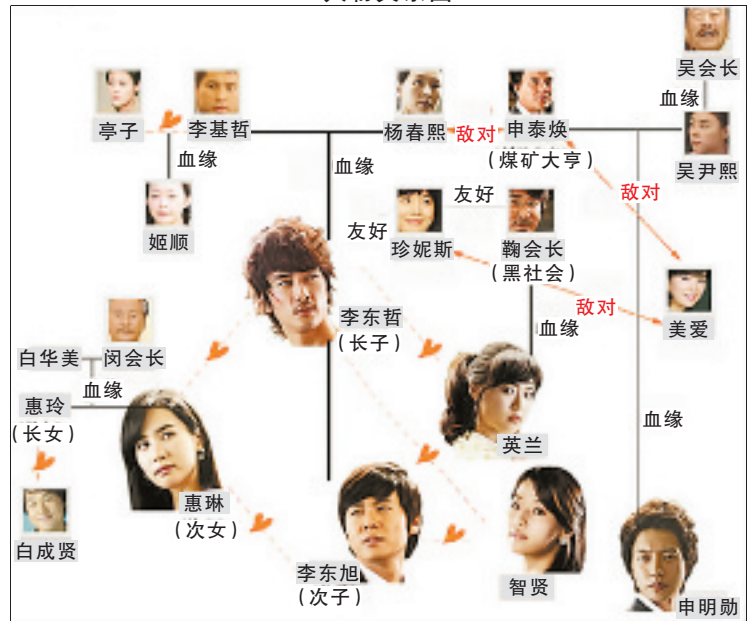 吴会长
血缘
亭子
李基哲
杨春熙
敌对
申泰焕
(煤矿大亨)
吴尹熙
血缘
血缘
敌对
姬顺
友好
友好
珍妮斯
鞠会长
(黑社会)
敌对
美爱
李东哲
(长子)
血缘
白华美
闵会长
血缘
惠玲
(长女)
血缘
英兰
惠琳
(次女)
白成贤
李东旭
(次子)
智贤
申明勋